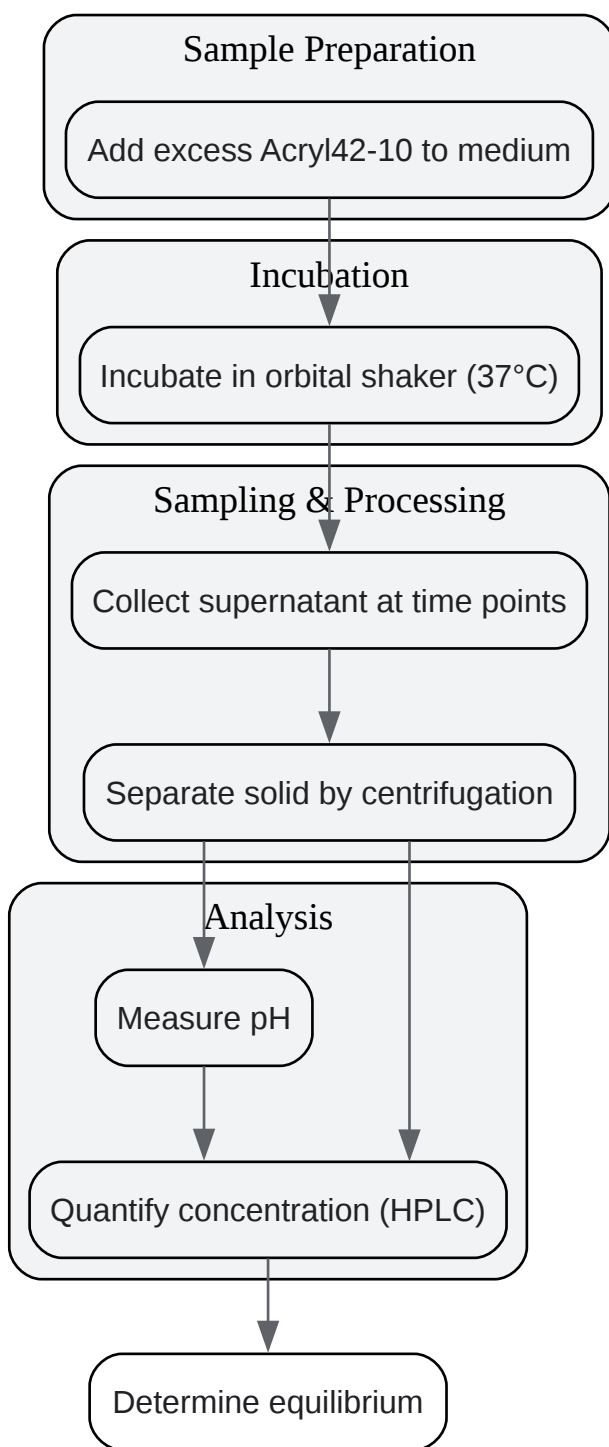 Sample Preparation
Add excess Acryl42-10 to medium
Incubation
Incubate in orbital shaker (37°C)
Sampling & Processing
Collect supernatant at time points
Separate solid by centrifugation
Analysis
Measure pH
Quantify concentration (HPLC)
Determine equilibrium